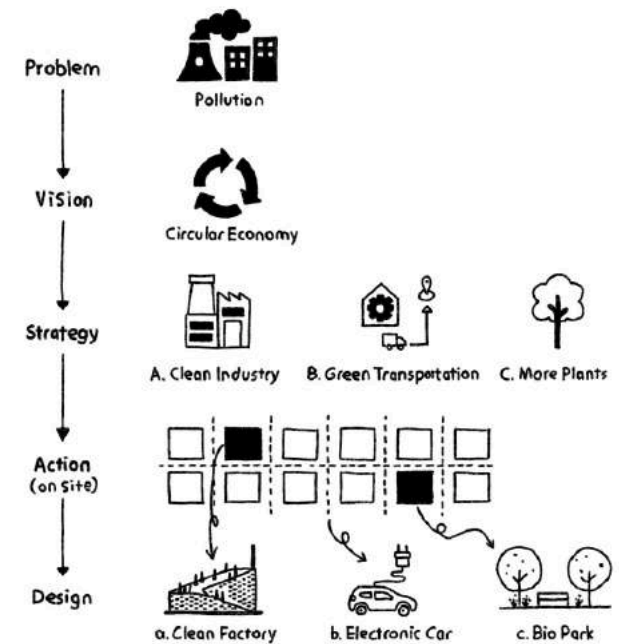 Problem
Pollution
Vision
Circular Economy
Strategy
A. Clean Industry
B. Green Transportation
C. More Plants
Action
(on site)
Design
a. Clean Factory
b. Electronic Car
c. Bio Park